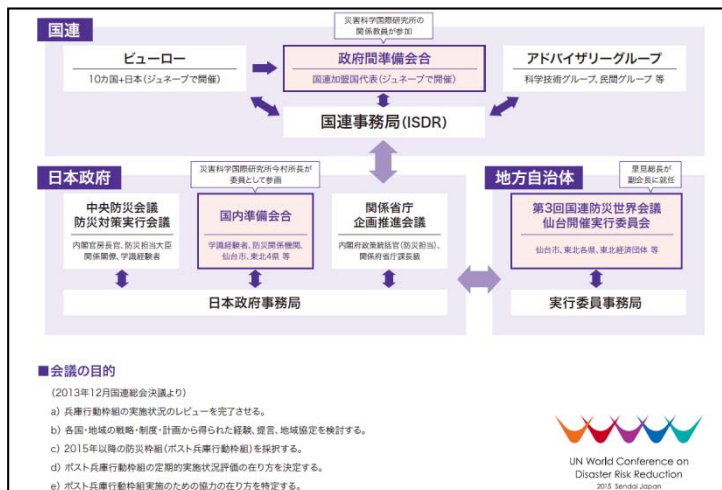 災害科学国際研究所の
関係教員が参加
国連
ビューロー
10カ国+日本(ジュネーブで開催)
政府間準備会合
国連加盟国代表(ジュネーブで開催)
アドバイザリーグループ
科学技術グループ、民間グループ 等
国連事務局(ISDR)
災害科学国際研究所今村所長が
委員として参画
日本政府
中央防災会議
防災対策実行会議
内閣官房長官、防災担当大臣
関係閣僚、学識経験者
国内準備会合
学識経験者、防災関係機関、
仙台市、東北4県 等
関係省庁
企画推進会議
内閣府政策統括官(防災担当)、
関係府省庁課長級
日本政府事務局
里見総長が
副会長に就任
地方自治体
第3回国連防災世界会議
仙台開催実行委員会
仙台市、東北各県、東北経済団体 等
実行委員事務局
■会議の目的
(2013年12月国連総会決議より)
a) 兵庫行動枠組の実施状況のレビューを完了させる。
b) 各国・地域の戦略・制度・計画から得られた経験、提言、地域協定を検討する。
c) 2015年以降の防災枠組(ポスト兵庫行動枠組)を採択する。
d) ポスト兵庫行動枠組の定期的実施状況評価の在り方を決定する。
e) ポスト兵庫行動枠組実施のための協力の在り方を特定する。
UN World Conference on
Disaster Risk Reduction
2015 Sendai Japan